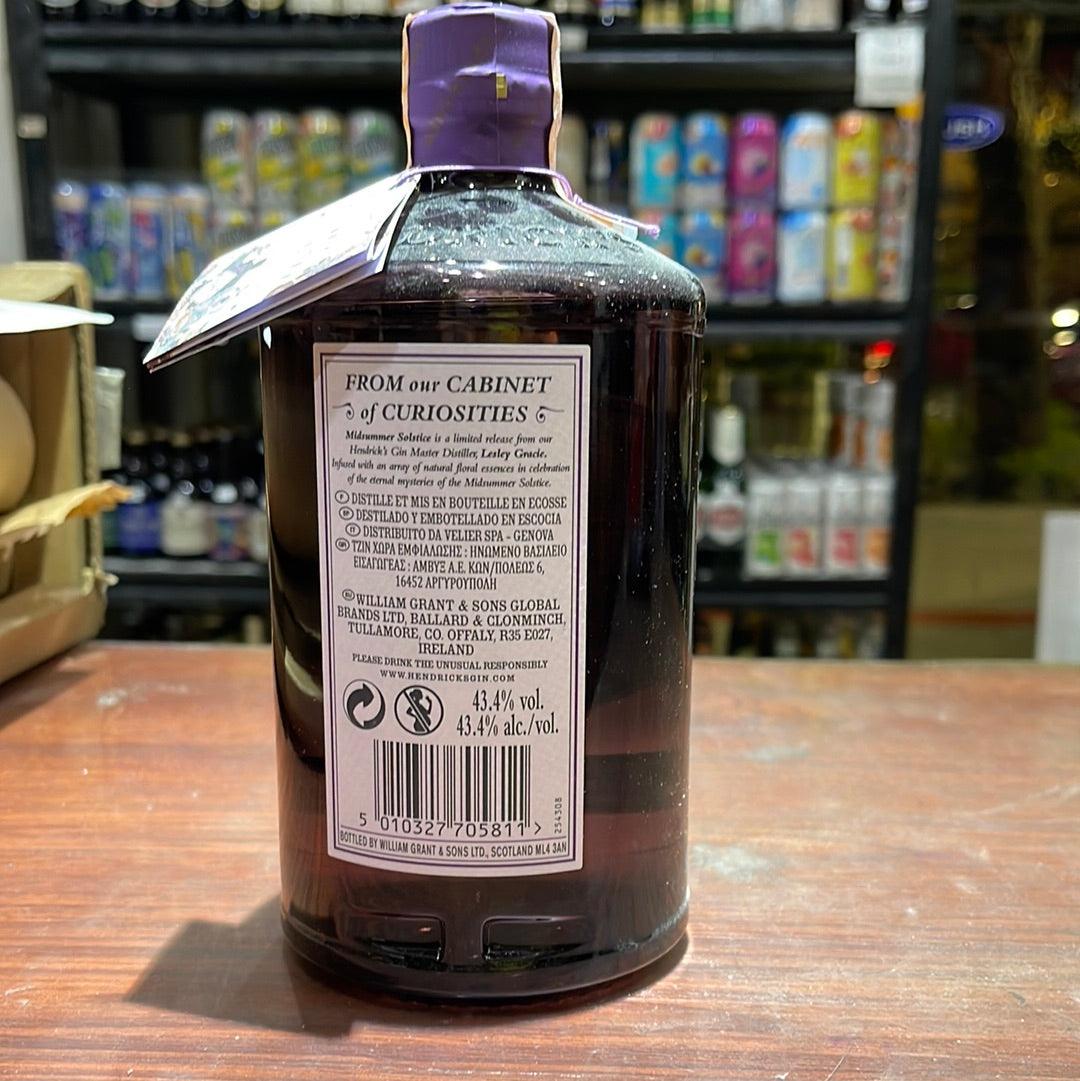 FROM our CABINET
of CURIOSITIES
Midsummer Solstice is a limited release from our
Hendrick's Gin Master Distiller, Lesley Gracie.
Infused with an array of natural floral essences in celebration
of the eternal mysteries of the Midsummer Solstice.
F DISTILLE ET MIS EN BOUTEILLE EN ECOSSE
DESTILADO Y EMBOTELLADO EN ESCOCIA
IT DISTRIBUITO DA VELIER SPA - GENOVA
GR ΤΖΙΝ ΧΩΡΑ ΕΜΦΙΑΛΩΣΗΣ : ΗΝΩΜΕΝΟ ΒΑΣΙΛΕΙΟ
ΕΙΣΑΓΩΓΕΑΣ : ΑΜΒΥΞ Α.Ε. ΚΩΝ/ΠΟΛΕΩΣ 6,
16452 ΑΡΓΥΡΟΥΠΟΛΗ
EU WILLIAM GRANT & SONS GLOBAL
BRANDS LTD, BALLARD & CLONMINCH,
TULLAMORE, CO. OFFALY, R35 E027,
IRELAND
PLEASE DRINK THE UNUSUAL RESPONSIBLY
WWW.HENDRICKSGIN.COM
43.4% vol.
43.4% alc./vol.
5 010327 705811 >
254308
BOTTLED BY WILLIAM GRANT & SONS LTD., SCOTLAND ML4 3AN